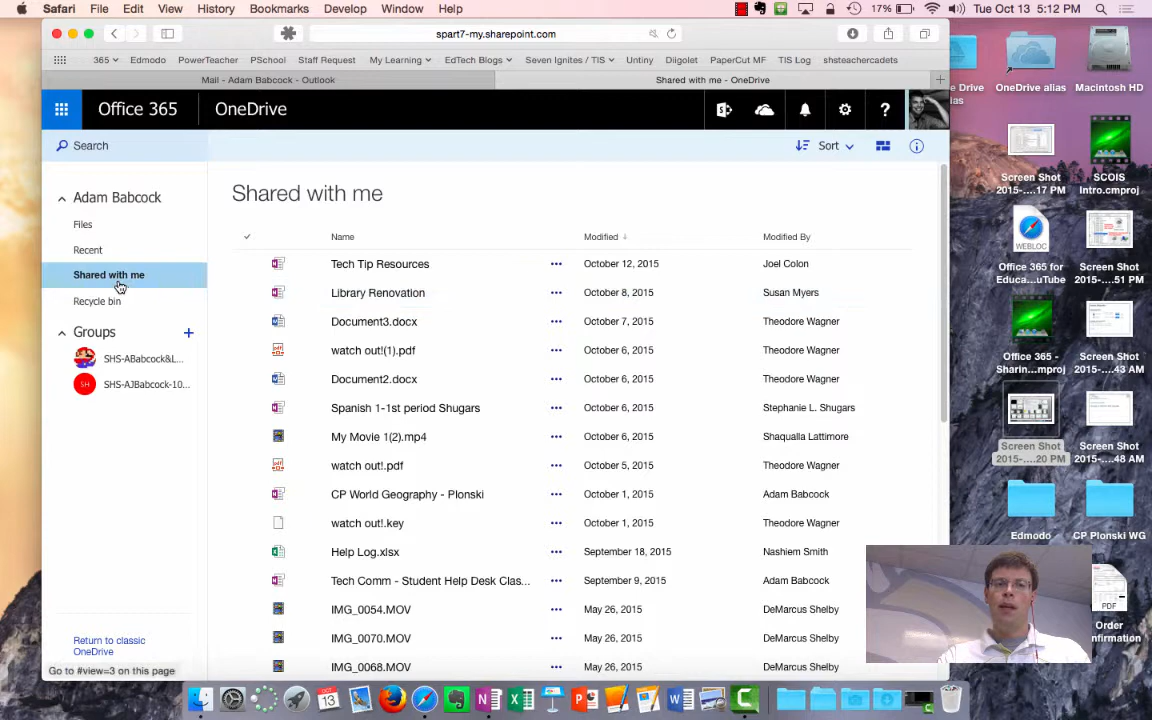 Safari File Edit View History Bookmarks Develop Window Help 17% Tue Oct 13 5:12 PM
spart7-my.sharepoint.com
365 Edmodo PowerTeacher PSchool Staff Request My Learning EdTech Blogs Seven Ignites / TIS Untiny Diigolet PaperCut MF TIS Log shsteachercadets
Mail - Adam Babcock - Outlook
Shared with me - OneDrive
Office 365 OneDrive
Search
Sort
Adam Babcock
Files
Recent
Shared with me
Recycle bin
Groups
SHS-ABabcock&L...
SHS-AJBabcock-10...
Return to classic
OneDrive
Go to #view=3 on this page
Shared with me
Name Modified Modified By
Tech Tip Resources ... October 12, 2015 Joel Colon
Library Renovation ... October 8, 2015 Susan Myers
Document3.docx ... October 7, 2015 Theodore Wagner
watch out!(1).pdf ... October 6, 2015 Theodore Wagner
Document2.docx ... October 6, 2015 Theodore Wagner
Spanish 1-1st period Shugars ... October 6, 2015 Stephanie L. Shugars
My Movie 1(2).mp4 ... October 6, 2015 Shaqualla Lattimore
watch out!.pdf ... October 5, 2015 Theodore Wagner
CP World Geography - Plonski ... October 1, 2015 Adam Babcock
watch out!.key ... October 1, 2015 Theodore Wagner
Help Log.xlsx ... September 18, 2015 Nashiem Smith
Tech Comm - Student Help Desk Clas... ... September 9, 2015 Adam Babcock
IMG_0054.MOV ... May 26, 2015 DeMarcus Shelby
IMG_0070.MOV ... May 26, 2015 DeMarcus Shelby
IMG_0068.MOV ... May 26, 2015 DeMarcus Shelby
SH
e Drive
ias
OneDrive alias
Macintosh HD
Screen Shot
2015-....17 PM
SCOIS
Intro.cmproj
WEBLOC
Office 365 for
Educa...uTube
Screen Shot
2015-....51 PM
Office 365 -
Sharin...mproj
Screen Shot
2015-....43 AM
Screen Shot
2015-....20 PM
Screen Shot
2015-....48 AM
Edmodo
CP Plonski WG
PDF
Order
nfirmation
13